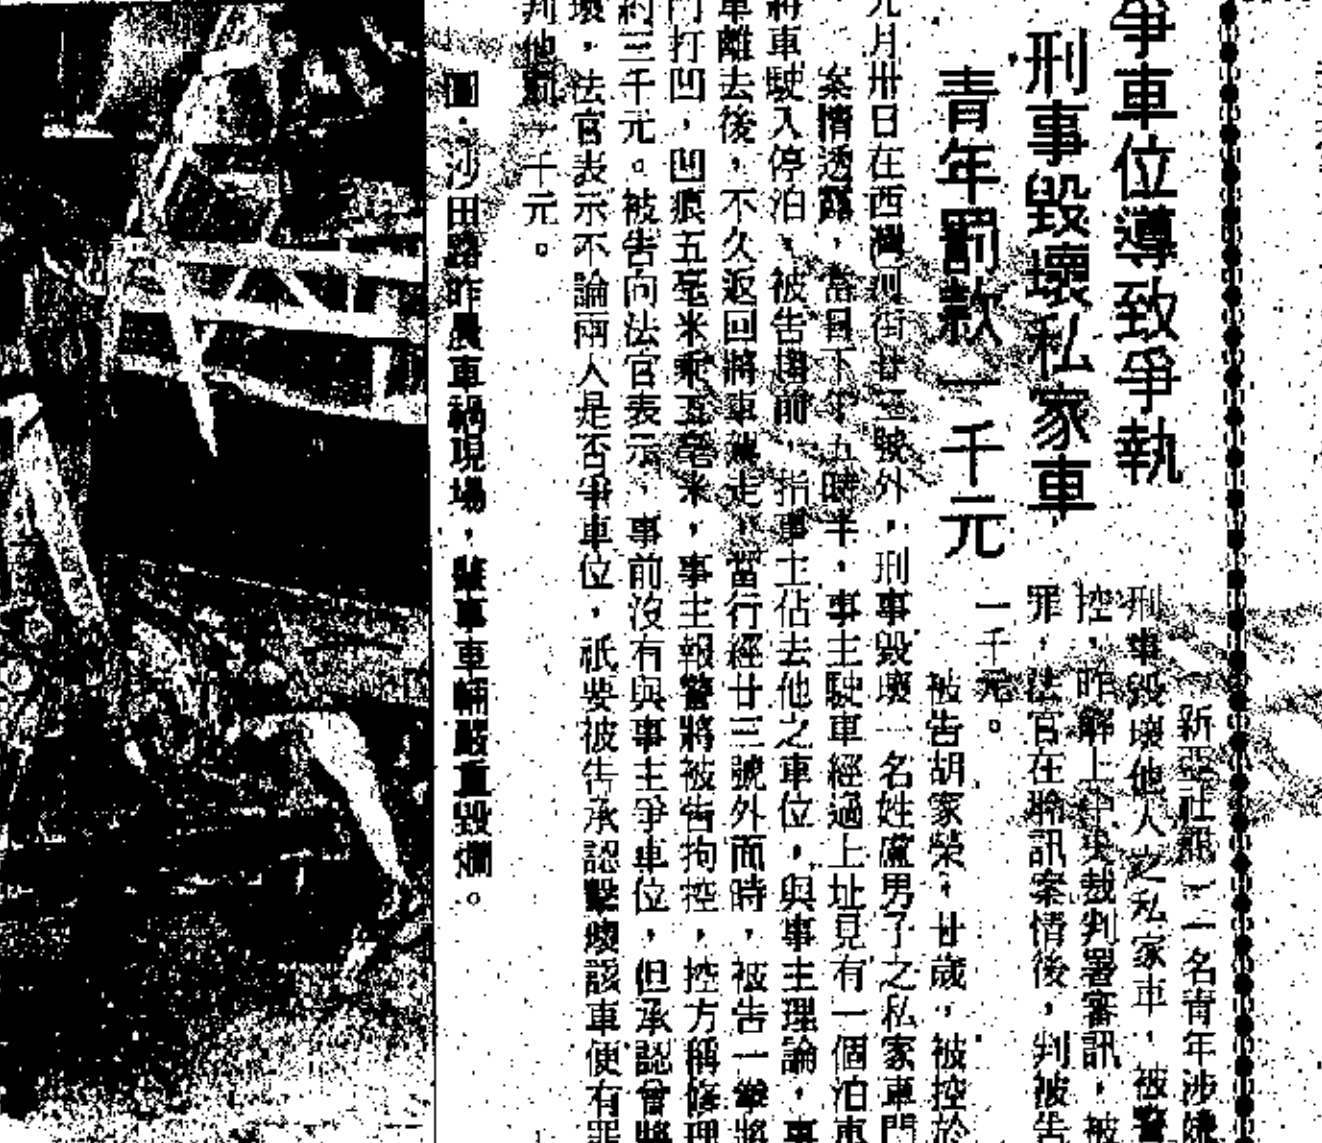 爭車位導致爭執
刑事毀壞私家車
青年罰款一千元
（新亞社報）一名青年涉嫌
刑事毀壞他人之私家車，被警
控，昨解上中央裁判署審訊，被
罪，法官在聆訊案情後，判被告
一千元。
被告胡家榮，廿歲，被控於
元月卅日在西灣河街廿三號外，刑事毀壞一名姓盧男子之私家車門
案情透露，當日下午五時半，事主駛車經過上址見有一個泊車
將車駛入停泊，被告趨前，指事主佔去他之車位，與事主理論，事
車離去後，不久返回將車駛走，當行經廿三號外面時，被告一拳將
門打凹，凹痕五毫米乘五毫米，事主報警將被告拘控，控方稱修理
約三千元。被告向法官表示，事前沒有與事主爭車位，但承認曾將
壞，法官表示不論兩人是否爭車位，祇要被告承認擊毀該車便有罪
判他罰一千元。
圖：沙田路昨晨車禍現場，肇事車輛嚴重毀爛。